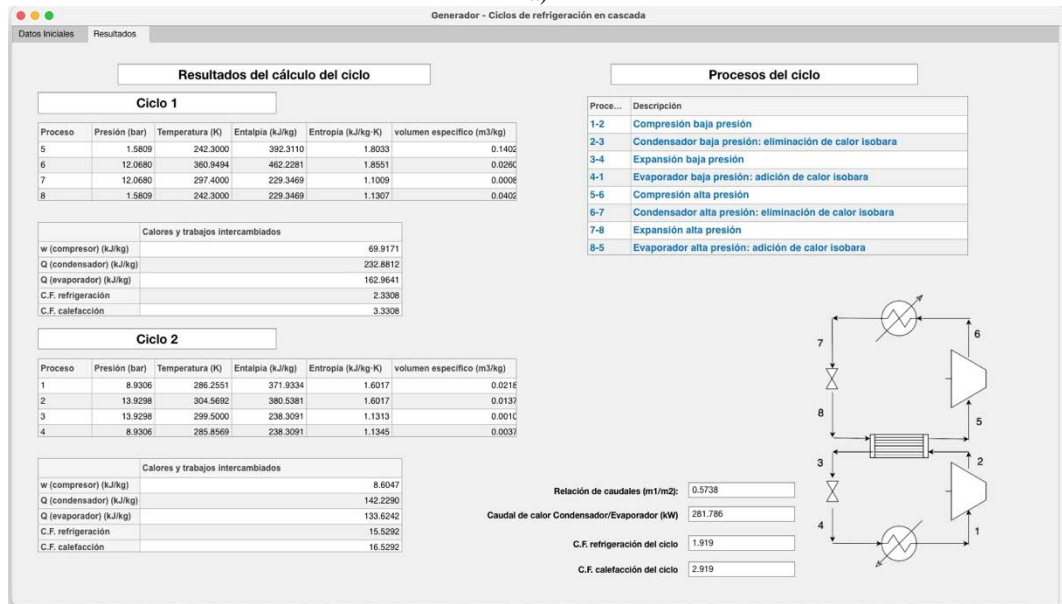 Generador - Ciclos de refrigeración en cascada
Datos Iniciales Resultados
Resultados del cálculo del ciclo
Ciclo 1
Proceso Presión (bar) Temperatura (K) Entalpia (kJ/kg) Entropia (kJ/kg·K) volumen específico (m3/kg)
5 1.5809 242.3000 392.3110 1.8033 0.1402
6 12.0680 360.9494 462.2281 1.8551 0.0260
7 12.0680 297.4000 229.3469 1.1009 0.0008
8 1.5809 242.3000 229.3469 1.1307 0.0402
Calores y trabajos intercambiados
w (compresor) (kJ/kg) 69.9171
Q (condensador) (kJ/kg) 232.8812
Q (evaporador) (kJ/kg) 162.9641
C.F. refrigeración 2.3308
C.F. calefacción 3.3308
Ciclo 2
Proceso Presión (bar) Temperatura (K) Entalpia (kJ/kg) Entropia (kJ/kg·K) volumen específico (m3/kg)
1 8.9306 286.2551 371.9334 1.6017 0.0218
2 13.9298 304.5692 380.5381 1.6017 0.0137
3 13.9298 299.5000 238.3091 1.1313 0.0010
4 8.9306 285.8569 238.3091 1.1345 0.0037
Calores y trabajos intercambiados
w (compresor) (kJ/kg) 8.6047
Q (condensador) (kJ/kg) 142.2290
Q (evaporador) (kJ/kg) 133.6242
C.F. refrigeración 15.5292
C.F. calefacción 16.5292
Procesos del ciclo
Proce... Descripción
1-2 Compresión baja presión
2-3 Condensador baja presión: eliminación de calor isobara
3-4 Expansión baja presión
4-1 Evaporador baja presión: adición de calor isobara
5-6 Compresión alta presión
6-7 Condensador alta presión: eliminación de calor isobara
7-8 Expansión alta presión
8-5 Evaporador alta presión: adición de calor isobara
7 6
8 5
3 2
4 1
Relación de caudales (m1/m2): 0.5738
Caudal de calor Condensador/Evaporador (kW) 281.786
C.F. refrigeración del ciclo 1.919
C.F. calefacción del ciclo 2.919